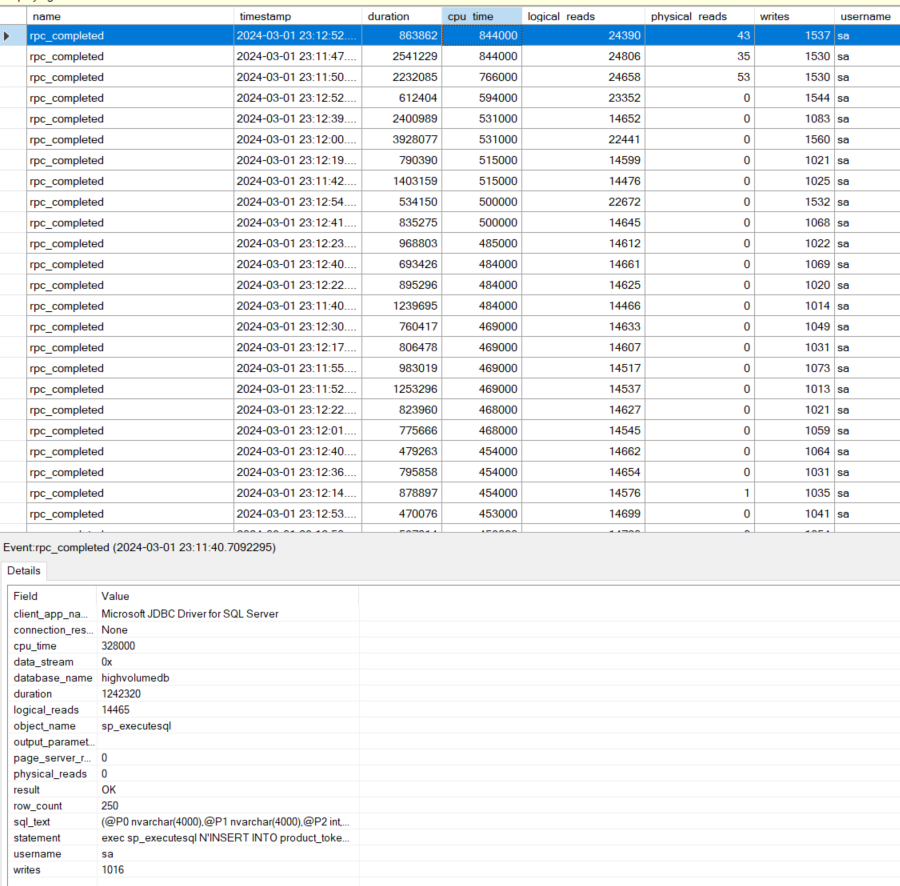 name timestamp duration cpu_time logical_reads physical_reads writes username
rpc_completed 2024-03-01 23:12:52.... 863862 844000 24390 43 1537 sa
rpc_completed 2024-03-01 23:11:47.... 2541229 844000 24806 35 1530 sa
rpc_completed 2024-03-01 23:11:50.... 2232085 766000 24658 53 1530 sa
rpc_completed 2024-03-01 23:12:52.... 612404 594000 23352 0 1544 sa
rpc_completed 2024-03-01 23:12:39.... 2400989 531000 14652 0 1083 sa
rpc_completed 2024-03-01 23:12:00.... 3928077 531000 22441 0 1560 sa
rpc_completed 2024-03-01 23:12:19.... 790390 515000 14599 0 1021 sa
rpc_completed 2024-03-01 23:11:42.... 1403159 515000 14476 0 1025 sa
rpc_completed 2024-03-01 23:12:54.... 534150 500000 22672 0 1532 sa
rpc_completed 2024-03-01 23:12:41.... 835275 500000 14645 0 1068 sa
rpc_completed 2024-03-01 23:12:23.... 968803 485000 14612 0 1022 sa
rpc_completed 2024-03-01 23:12:40.... 693426 484000 14661 0 1069 sa
rpc_completed 2024-03-01 23:12:22.... 895296 484000 14625 0 1020 sa
rpc_completed 2024-03-01 23:11:40.... 1239695 484000 14466 0 1014 sa
rpc_completed 2024-03-01 23:12:30.... 760417 469000 14633 0 1049 sa
rpc_completed 2024-03-01 23:12:17.... 806478 469000 14607 0 1031 sa
rpc_completed 2024-03-01 23:11:55.... 983019 469000 14517 0 1073 sa
rpc_completed 2024-03-01 23:11:52.... 1253296 469000 14537 0 1013 sa
rpc_completed 2024-03-01 23:12:22.... 823960 468000 14627 0 1021 sa
rpc_completed 2024-03-01 23:12:01.... 775666 468000 14545 0 1059 sa
rpc_completed 2024-03-01 23:12:40.... 479263 454000 14662 0 1064 sa
rpc_completed 2024-03-01 23:12:36.... 795858 454000 14654 0 1031 sa
rpc_completed 2024-03-01 23:12:14.... 878897 454000 14576 1 1035 sa
rpc_completed 2024-03-01 23:12:53.... 470076 453000 14699 0 1041 sa
Event:rpc_completed (2024-03-01 23:11:40.7092295)
Details
Field Value
client_app_na... Microsoft JDBC Driver for SQL Server
connection_res... None
cpu_time 328000
data_stream 0x
database_name highvolumedb
duration 1242320
logical_reads 14465
object_name sp_executesql
output_paramet...
page_server_r... 0
physical_reads 0
result OK
row_count 250
sql_text (@P0 nvarchar(4000),@P1 nvarchar(4000),@P2 int,...
statement exec sp_executesql N'INSERT INTO product_toke...
username sa
writes 1016